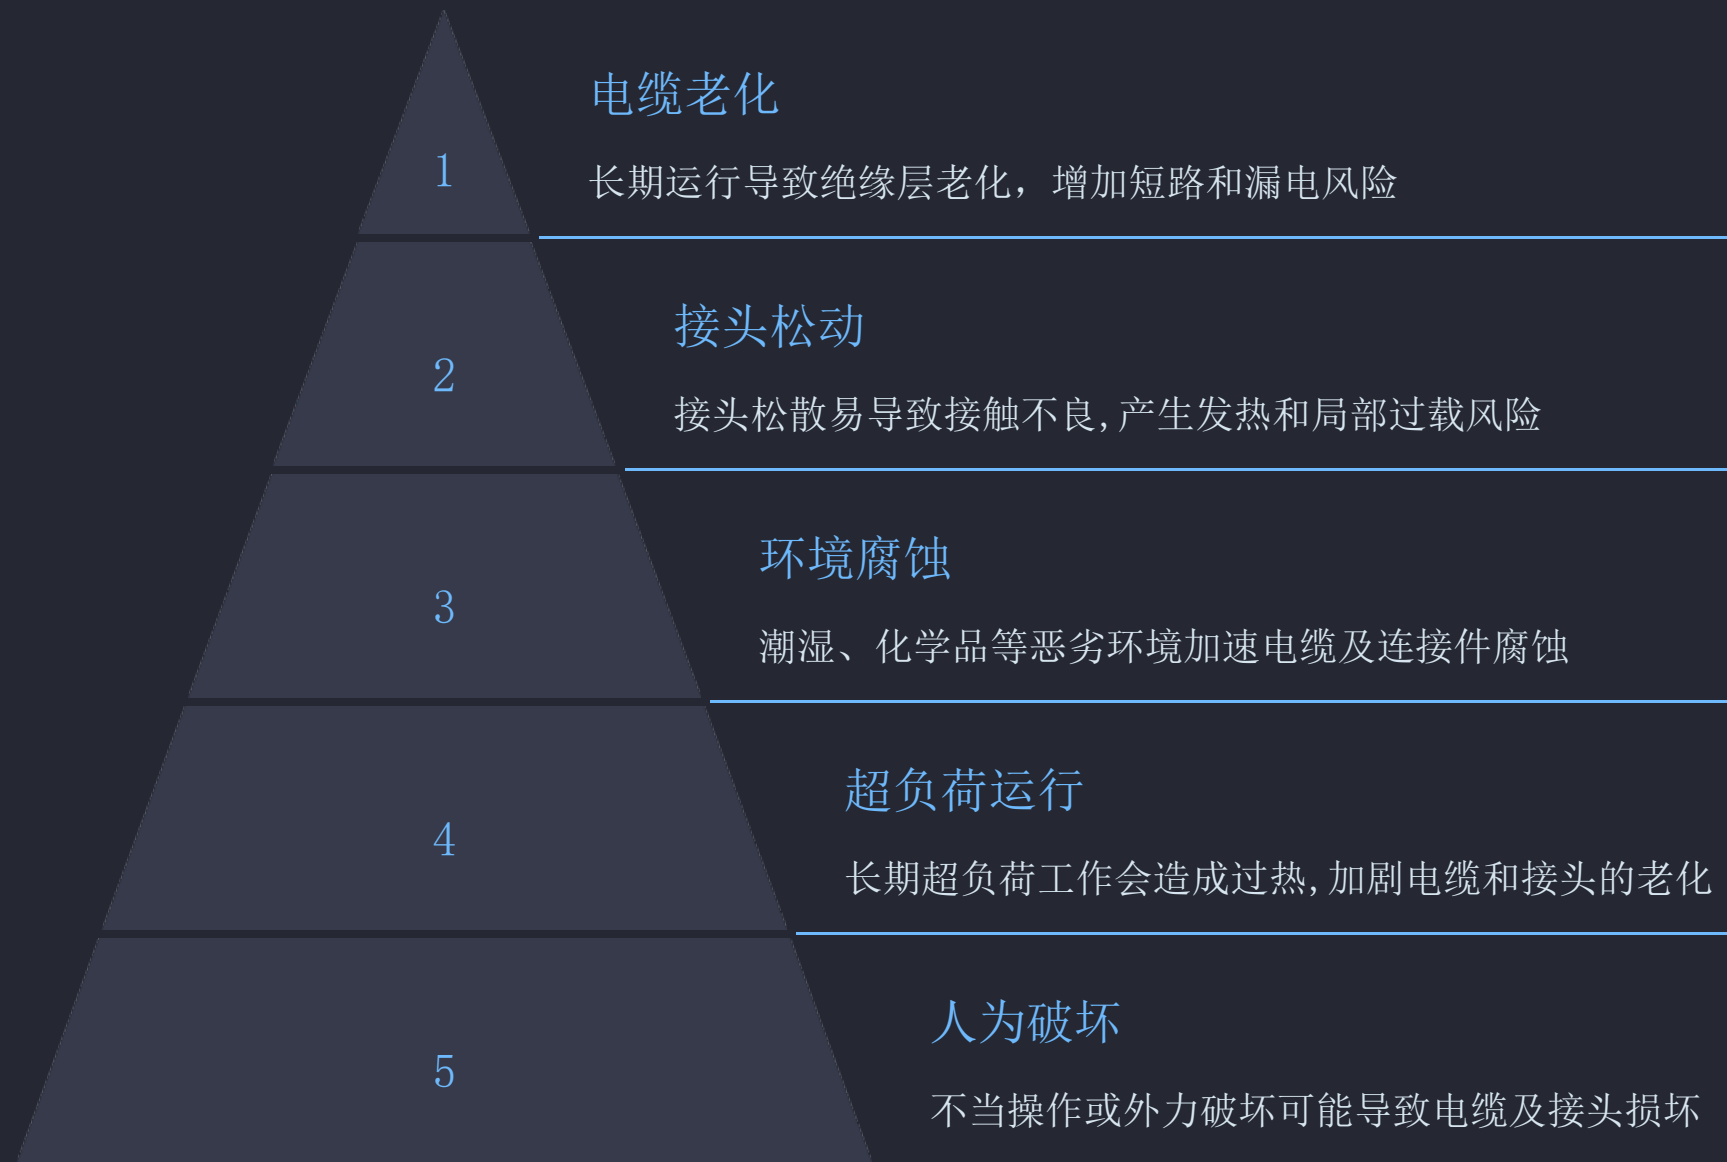 电缆老化
1
长期运行导致绝缘层老化，增加短路和漏电风险
接头松动
2
接头松散易导致接触不良,产生发热和局部过载风险
环境腐蚀
3
潮湿、化学品等恶劣环境加速电缆及连接件腐蚀
超负荷运行
4
长期超负荷工作会造成过热,加剧电缆和接头的老化
人为破坏
5
不当操作或外力破坏可能导致电缆及接头损坏